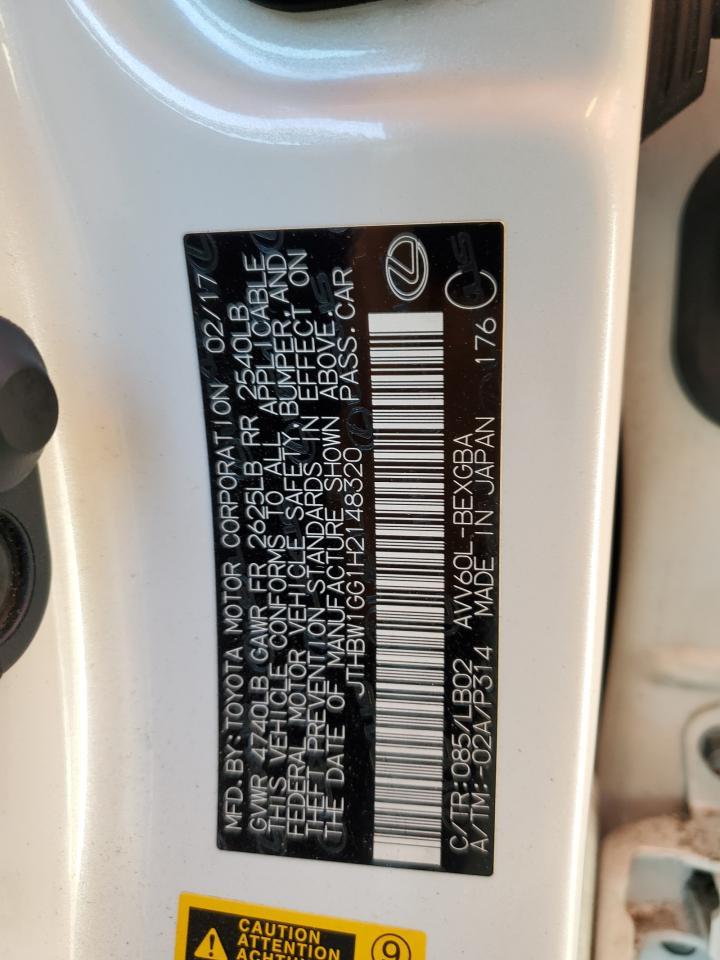 MFD. BY: TOYOTA MOTOR CORPORATION 02/17
GVWR 4740LB GAWR FR 2625LB RR 2540LB
THIS VEHICLE CONFORMS TO ALL APPLICABLE
FEDERAL MOTOR VEHICLE SAFETY, BUMPER, AND
THEFT PREVENTION STANDARDS IN EFFECT ON
THE DATE OF MANUFACTURE SHOWN ABOVE.
JTHBW1GG1H2148320 PASS. CAR
C/TR: 085/LB02 AVV60L-BEXGBA
A/TM:-02A/P314 MADE IN JAPAN 176 C
CAUTION
ATTENTION
ACHTUNG
9